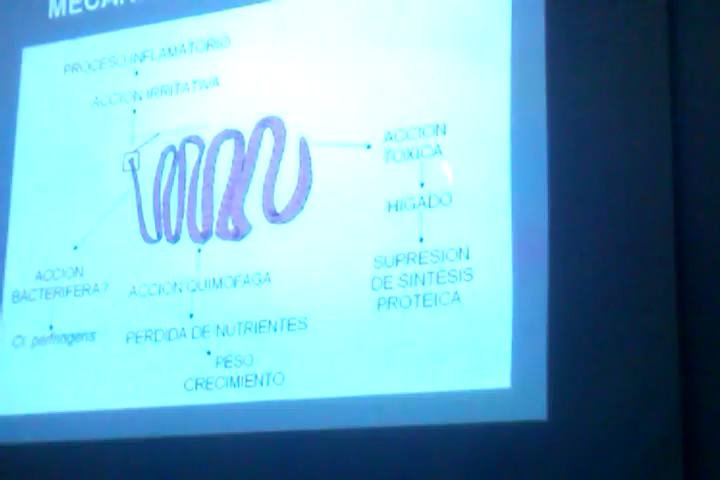 PROCESO INFLAMATORIO
ACCION IRRITATIVA
ACCION
TOXICA
HIGADO
SUPRESION
DE SINTESIS
PROTEICA
ACCION
BACTERIFERA?
Cl. perfringens
ACCION QUIMOFAGA
PERDIDA DE NUTRIENTES
PESO
CRECIMIENTO